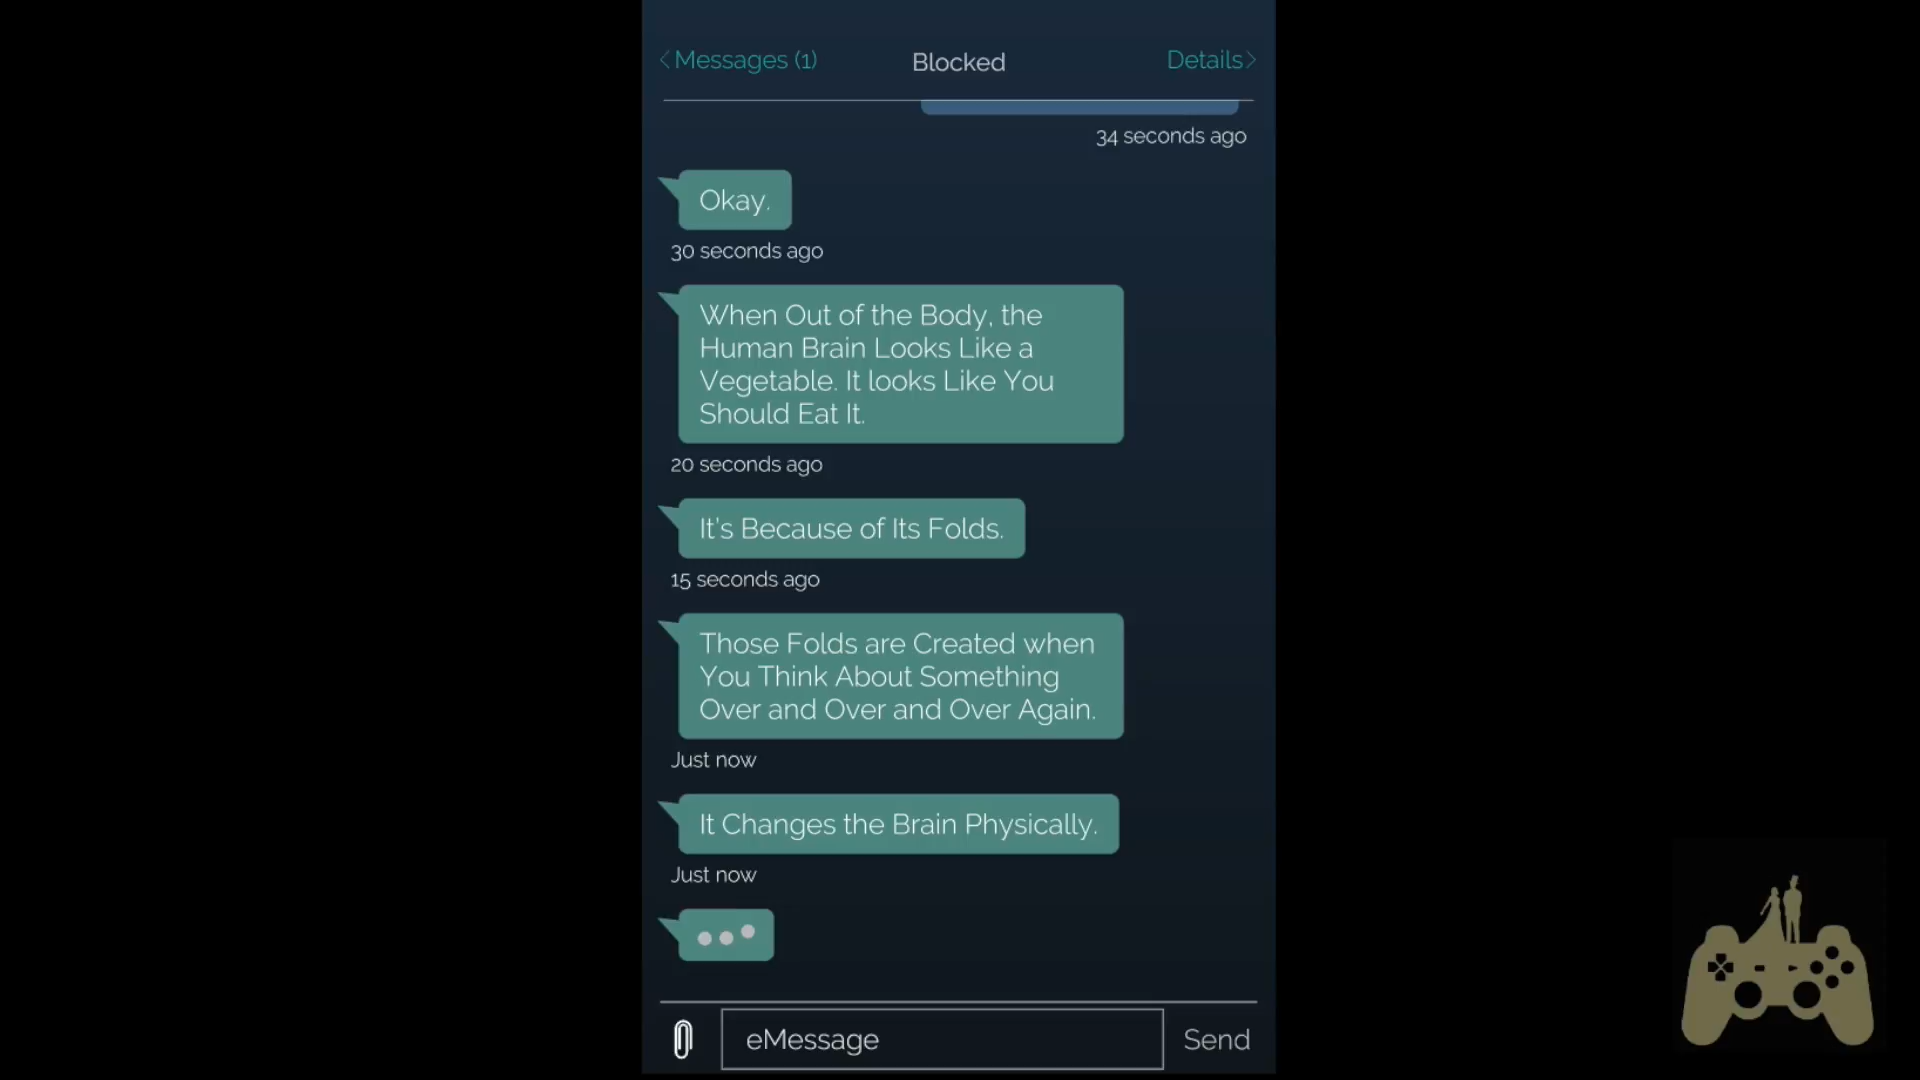 Messages (1)
Blocked
Details
34 seconds ago
Okay.
30 seconds ago
When Out of the Body, the
Human Brain Looks Like a
Vegetable. It looks Like You
Should Eat It.
20 seconds ago
It's Because of Its Folds.
15 seconds ago
Those Folds are Created when
You Think About Something
Over and Over and Over Again.
Just now
It Changes the Brain Physically.
Just now
eMessage
Send